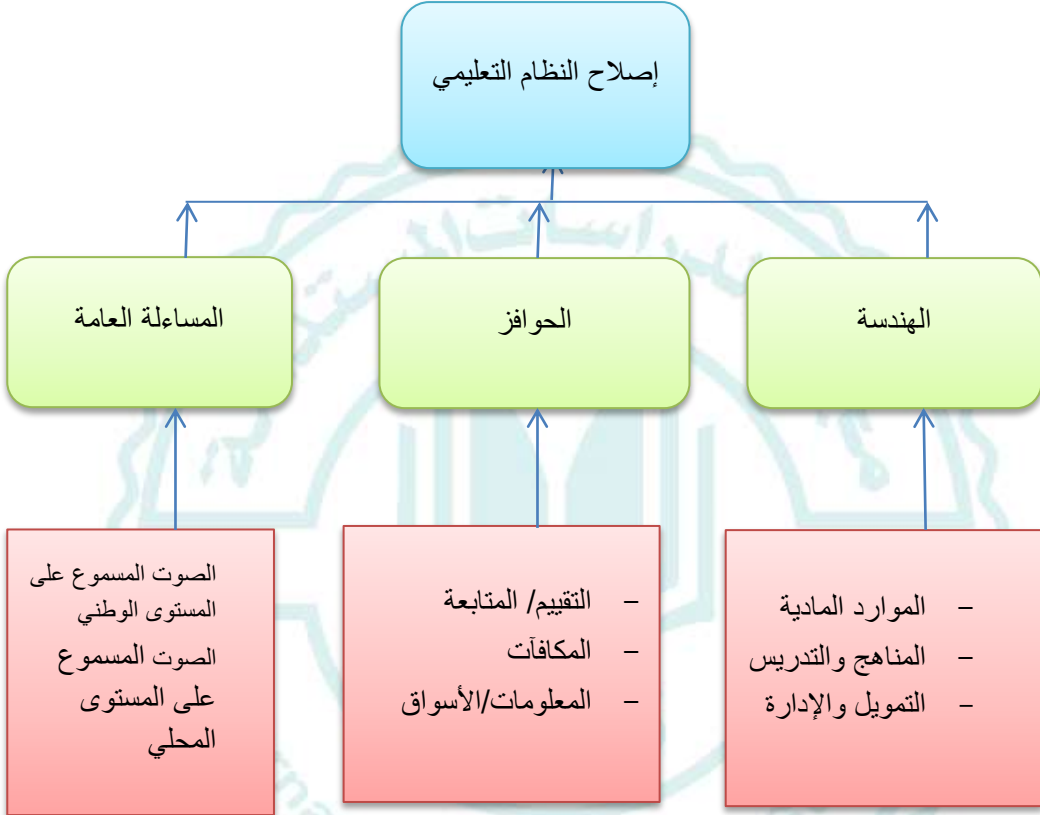 إصلاح النظام التعليمي
الهندسة
الحوافز
المساءلة العامة
- الموارد المادية
- المناهج والتدريس
- التمويل والإدارة
- التقييم/ المتابعة
- المكافآت
- المعلومات/الأسواق
الصوت المسموع على
المستوى الوطني
الصوت المسموع
على المستوى
المحلي